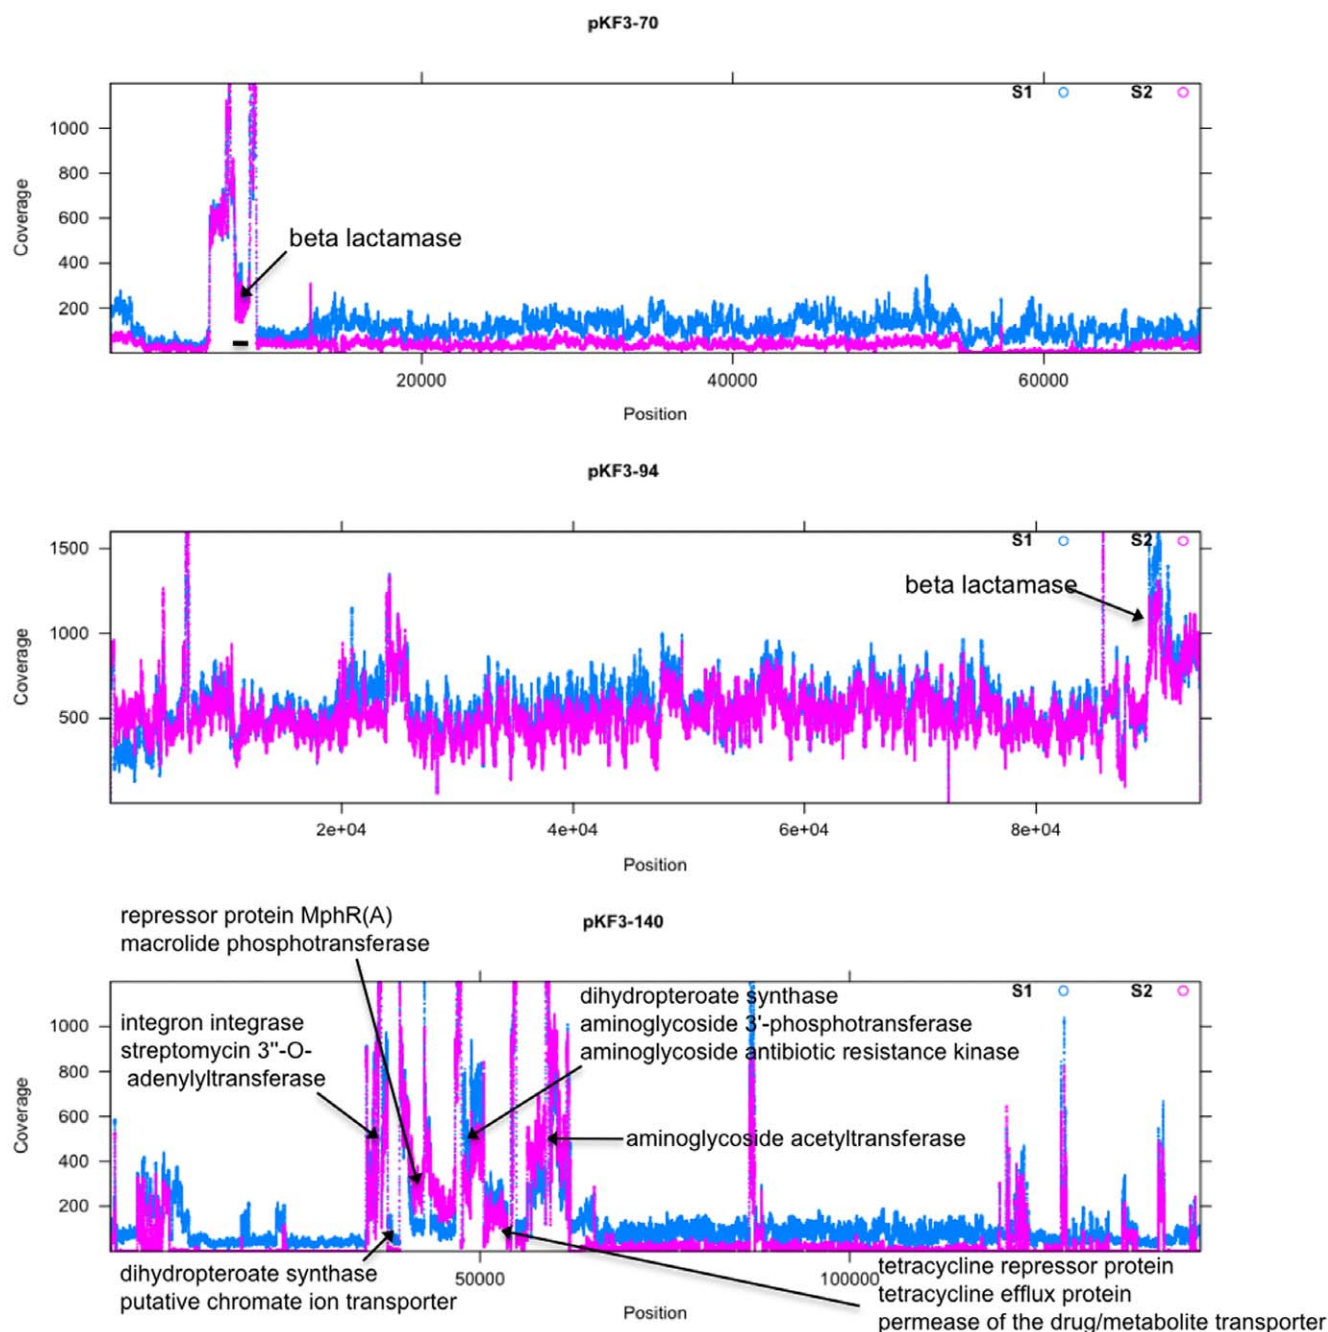 pKF3-70
S1
S2
1000
800
600
400
200
Coverage
beta lactamase
20000
40000
60000
Position
pKF3-94
S1
S2
1500
1000
500
Coverage
beta lactamase
2e+04
4e+04
6e+04
8e+04
Position
pKF3-140
repressor protein MphR(A)
macrolide phosphotransferase
S1
S2
integron integrase
streptomycin 3"-O-
adenylyltransferase
dihydropteroate synthase
aminoglycoside 3'-phosphotransferase
aminoglycoside antibiotic resistance kinase
aminoglycoside acetyltransferase
1000
800
600
400
200
Coverage
dihydropteroate synthase
putative chromate ion transporter
50000
100000
Position
tetracycline repressor protein
tetracycline efflux protein
permease of the drug/metabolite transporter